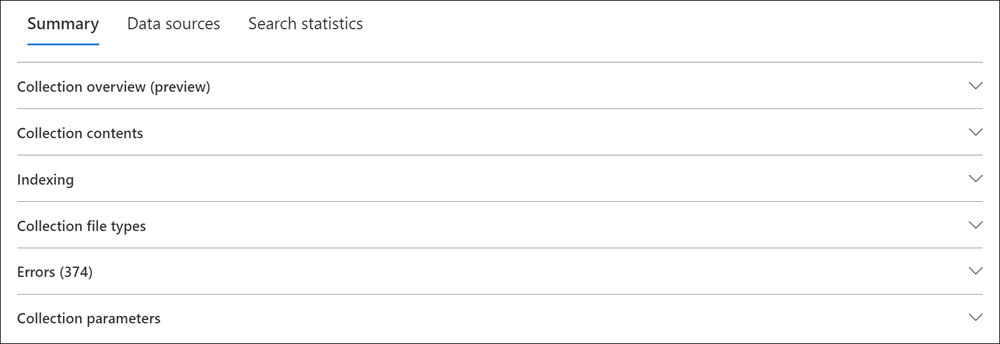 Summary Data sources Search statistics
Collection overview (preview)
Collection contents
Indexing
Collection file types
Errors (374)
Collection parameters